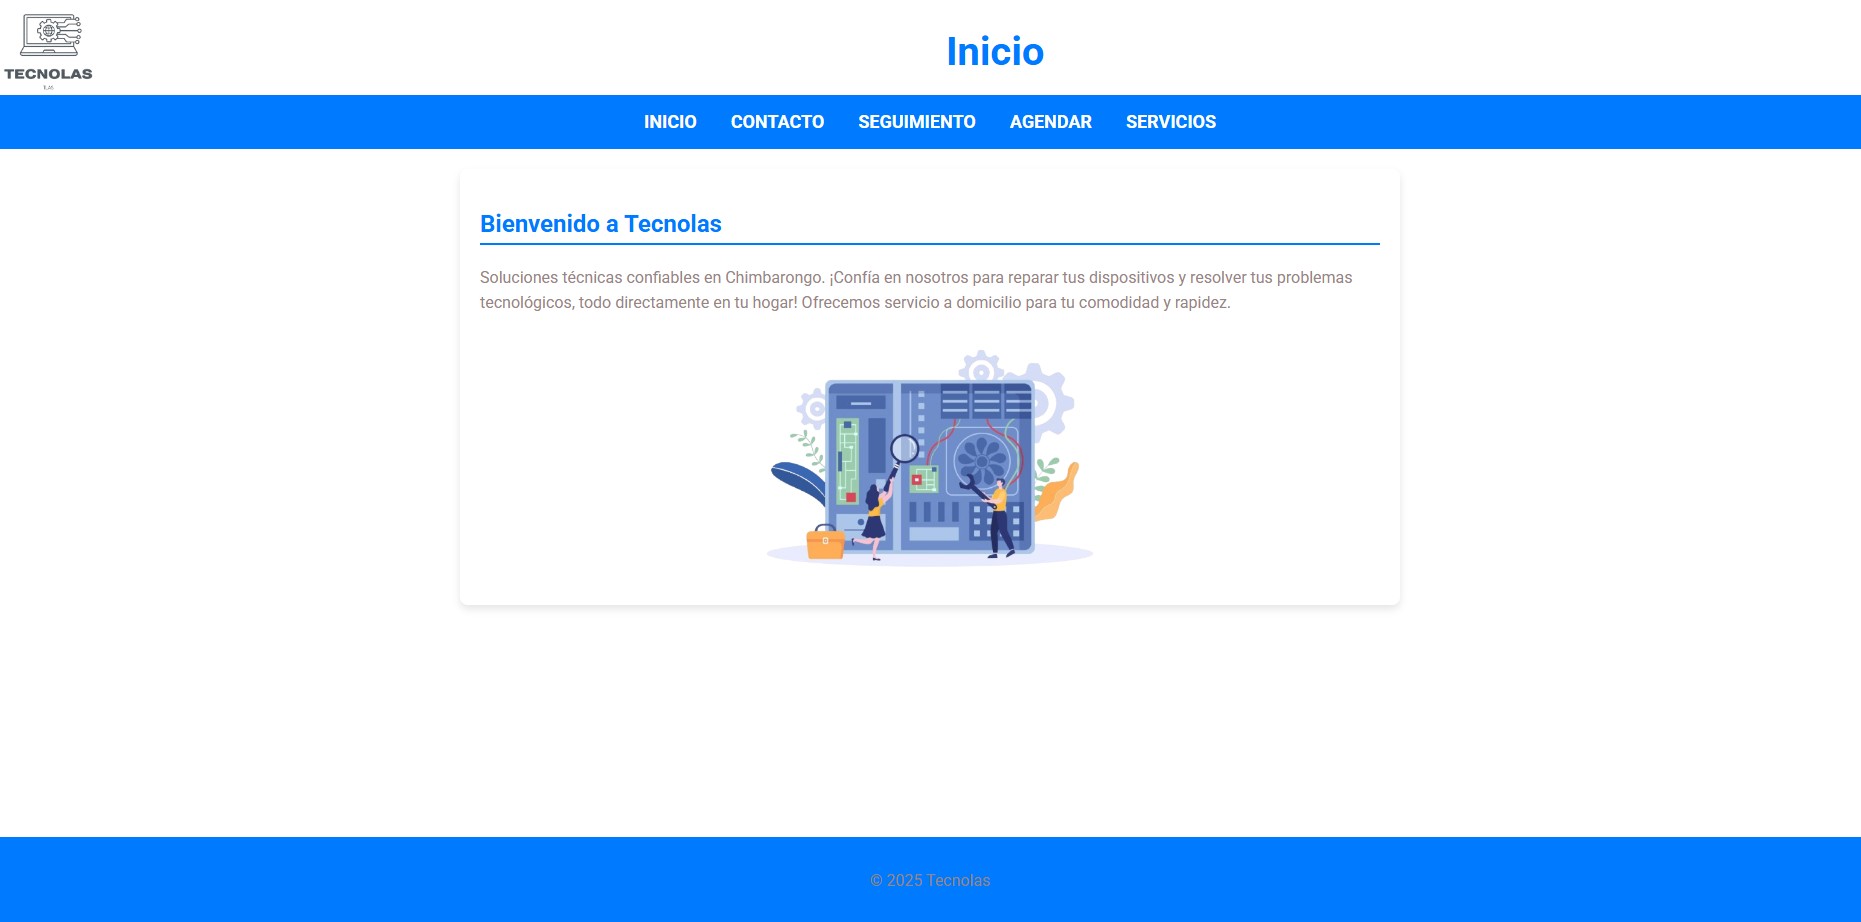 TECNOLAS
Inicio
INICIO CONTACTO SEGUIMIENTO AGENDAR SERVICIOS
Bienvenido a Tecnolas
Soluciones técnicas confiables en Chimbarongo. ¡Confía en nosotros para reparar tus dispositivos y resolver tus problemas
tecnológicos, todo directamente en tu hogar! Ofrecemos servicio a domicilio para tu comodidad y rapidez.
© 2025 Tecnolas